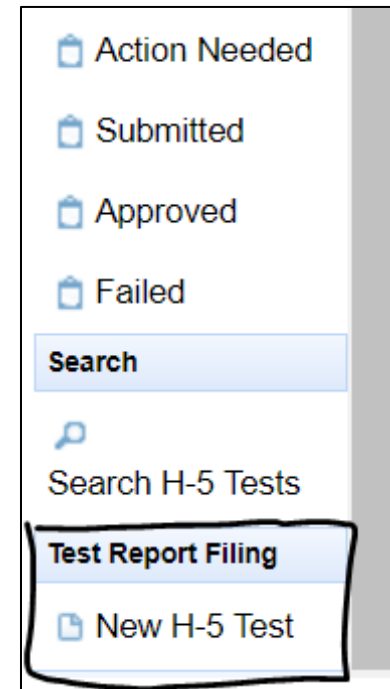 Action Needed
Submitted
Approved
Failed
Search
Search H-5 Tests
Test Report Filing
New H-5 Test